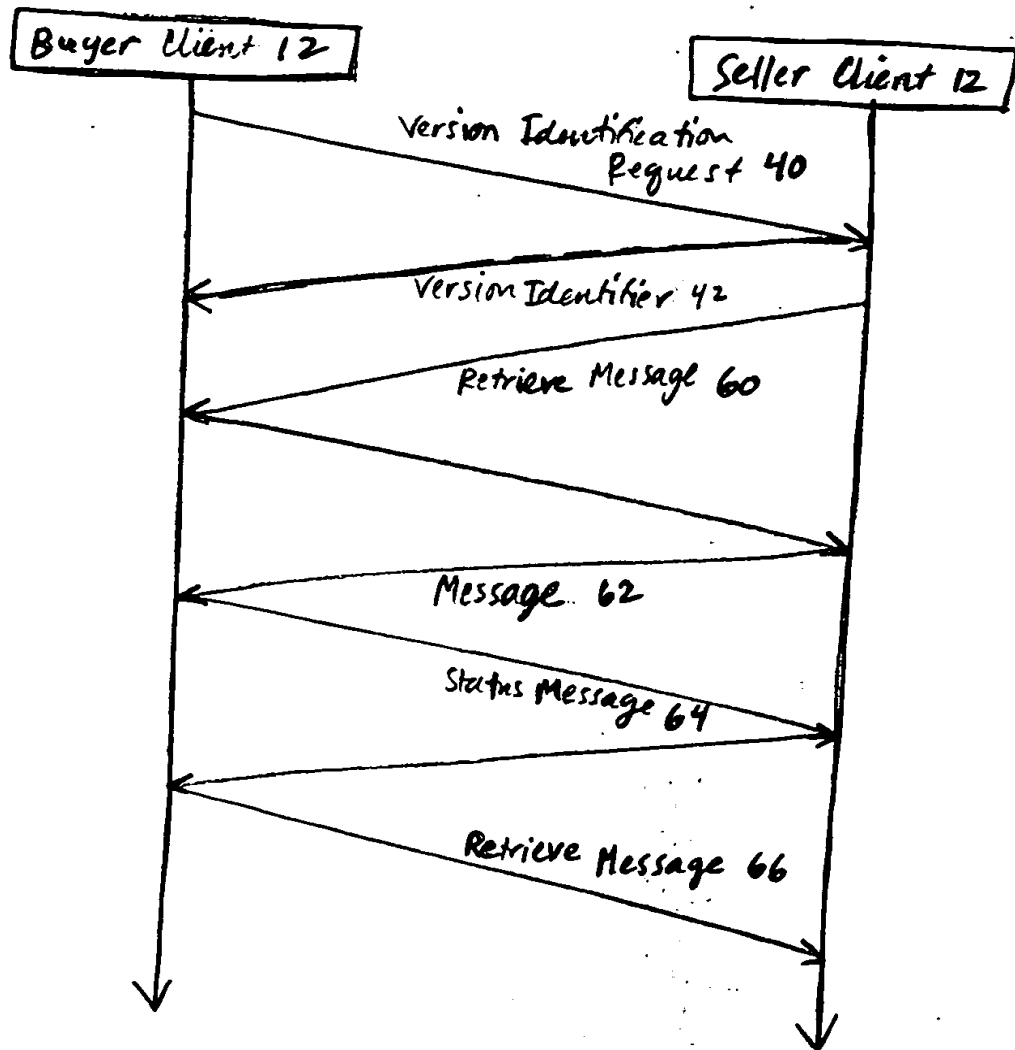 Buyer Client 12
Seller Client 12
Version Identification
Request 40
Version Identifier 42
Retrieve Message 60
Message 62
Status Message 64
Retrieve Message 66